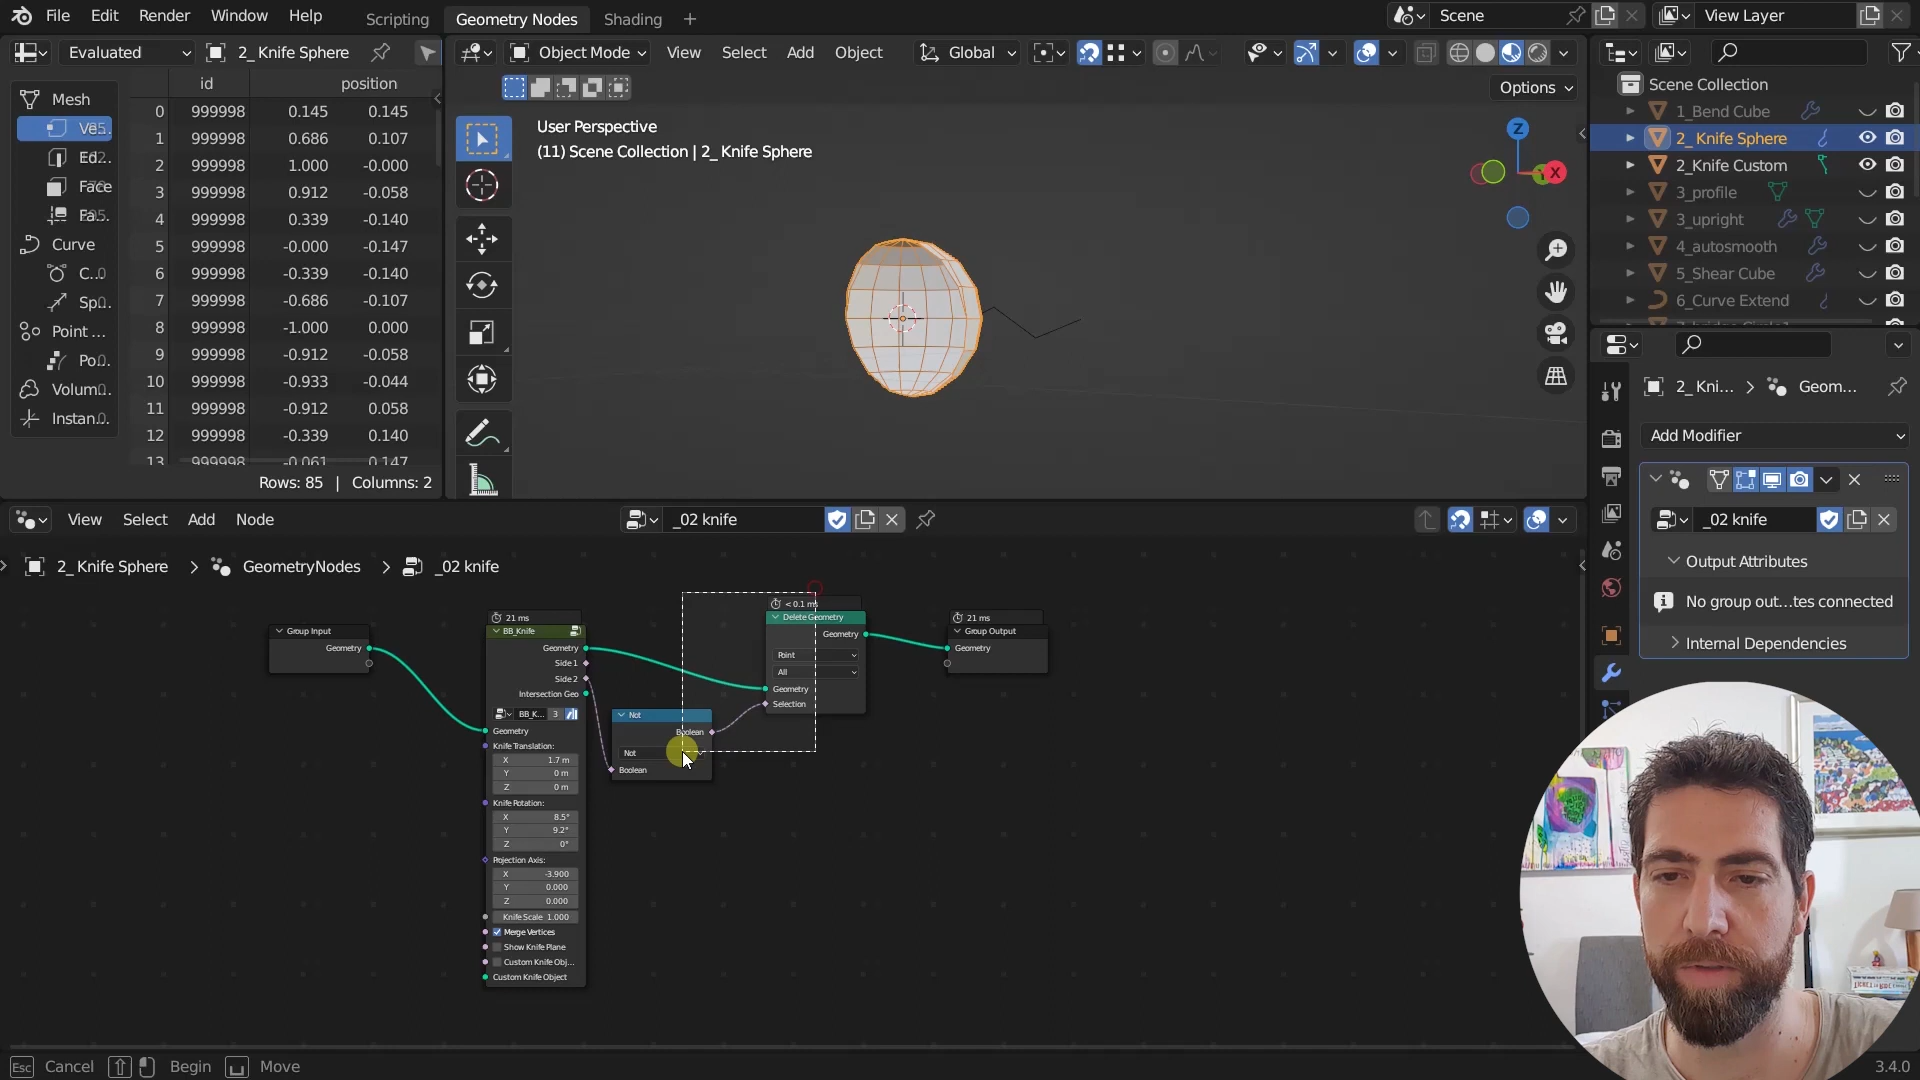 File Edit Render Window Help Scripting Geometry Nodes Shading + Scene View Layer
Evaluated 2_ Knife Sphere Object Mode View Select Add Object Global
Options
id position
Mesh
Ve...
Face
Curve
Point ...
Po0.
Volum0.
Instan.0
0 999998 0.145 0.145
1 999998 0.686 0.107
2 999998 1.000 -0.000
3 999998 0.912 -0.058
4 999998 0.339 -0.140
5 999998 -0.000 -0.147
6 999998 -0.339 -0.140
7 999998 -0.686 -0.107
8 999998 -1.000 0.000
9 999998 -0.912 -0.058
10 999998 -0.933 -0.044
11 999998 -0.912 0.058
12 999998 -0.339 0.140
13 999998 -0.061 0.147
Rows: 85 | Columns: 2
User Perspective
(11) Scene Collection | 2_ Knife Sphere
Z
X
Scene Collection
1_Bend Cube
2_ Knife Sphere
2_Knife Custom
3_profile
3_upright
4_autosmooth
5_Shear Cube
6_Curve Extend
2_ Kni... > Geom...
Add Modifier
_02 knife
Output Attributes
No group out...tes connected
Internal Dependencies
View Select Add Node _02 knife
2_ Knife Sphere > GeometryNodes > _02 knife
Group Input
Geometry
21 ms
BB_Knife
Geometry
Side 1
Side 2
Intersection Geo
BB_K... 3
Geometry
Knife Translation:
X 1.7 m
Y 0 m
Z 0 m
Knife Rotation:
X 8.5°
Y 9.2°
Z 0°
Projection Axis:
X -3.900
Y 0.000
Z 0.000
Knife Scale 1.000
Merge Vertices
Show Knife Plane
Custom Knife Obj...
Custom Knife Object
Not
Boolean
Not
Boolean
< 0.1 ms
Delete Geometry
Geometry
Point
All
Geometry
Selection
21 ms
Group Output
Geometry
Esc Cancel Begin Move 3.4.0